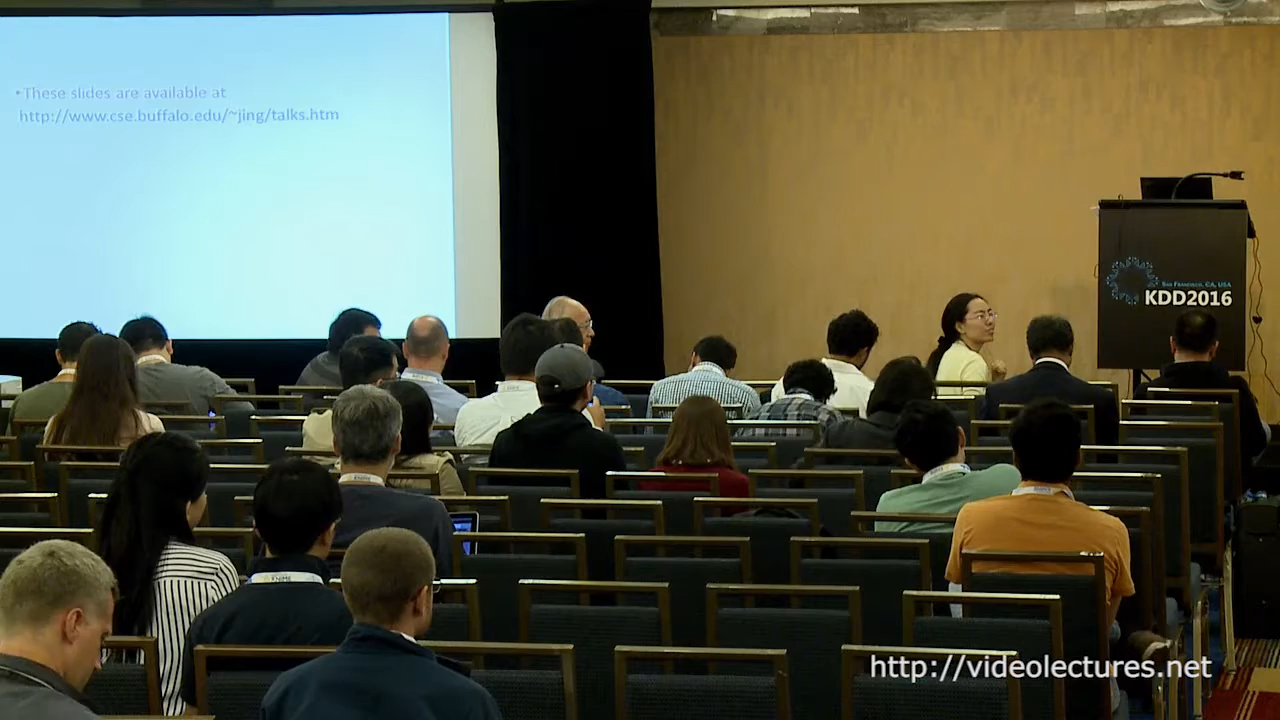 •These slides are available at
http://www.cse.buffalo.edu/~jing/talks.htm
San Francisco, CA, USA
KDD2016
KNIME
http://videolectures.net